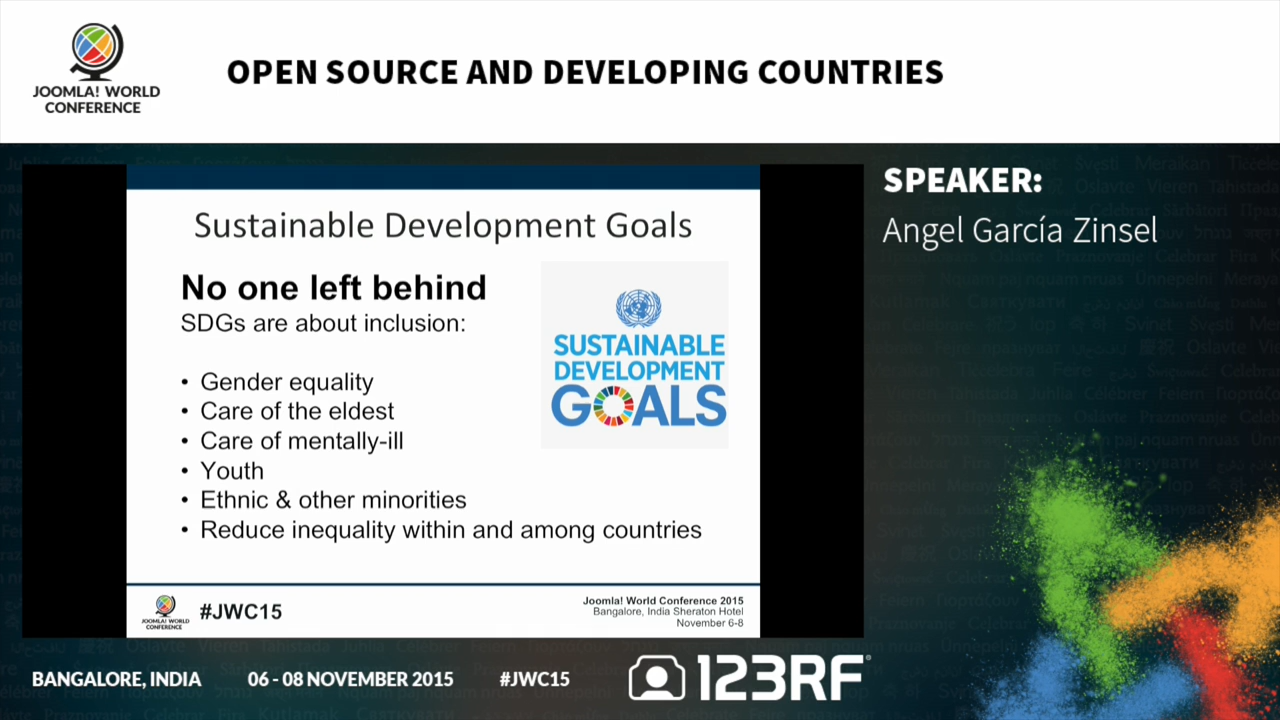 JOOMLA! WORLD
CONFERENCE
OPEN SOURCE AND DEVELOPING COUNTRIES
Sustainable Development Goals
No one left behind
SDGs are about inclusion:
• Gender equality
• Care of the eldest
• Care of mentally-ill
• Youth
• Ethnic & other minorities
• Reduce inequality within and among countries
SUSTAINABLE
DEVELOPMENT
GOALS
JOOMLA! WORLD
CONFERENCE
#JWC15
Joomla! World Conference 2015
Bangalore, India Sheraton Hotel
November 6-8
SPEAKER:
Angel García Zinsel
BANGALORE, INDIA
06 - 08 NOVEMBER 2015
#JWC15
123RF®